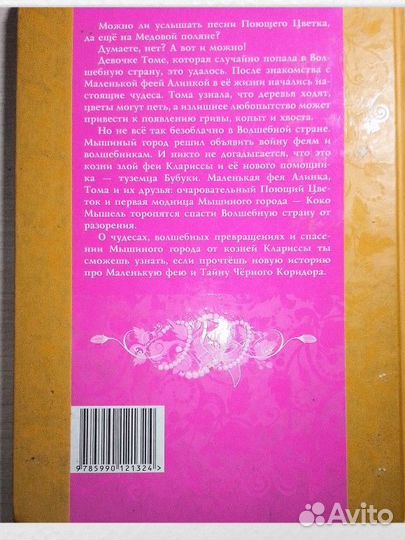 Можно ли услышать песни Поющего Цветка,
да ещё на Медовой поляне?
Думаете, нет? А вот и можно!
Девочке Томе, которая случайно попала в Вол-
шебную страну, это удалось. После знакомства с
Маленькой феей Алинкой в её жизни начались на-
стоящие чудеса. Тома узнала, что деревья ходят,
цветы могут петь, а излишнее любопытство может
привести к появлению гривы, копыт и хвоста.
Но не всё так безоблачно в Волшебной стране.
Мышиный город решил объявить войну феям и
волшебникам. И никто не догадывается, что это
козни злой феи Клариссы и её нового помощни-
ка — туземца Бубуки. Маленькая фея Алинка,
Тома и их друзья: очаровательный Поющий Цве-
ток и первая модница Мышиного города — Коко
Мышель торопятся спасти Волшебную страну от
разорения.
О чудесах, волшебных превращениях и спасе-
нии Мышиного города от козней Клариссы ты
сможешь узнать, если прочтёшь новую историю
про Маленькую фею и Тайну Чёрного Коридора.
9 785990 121324 >
Avito